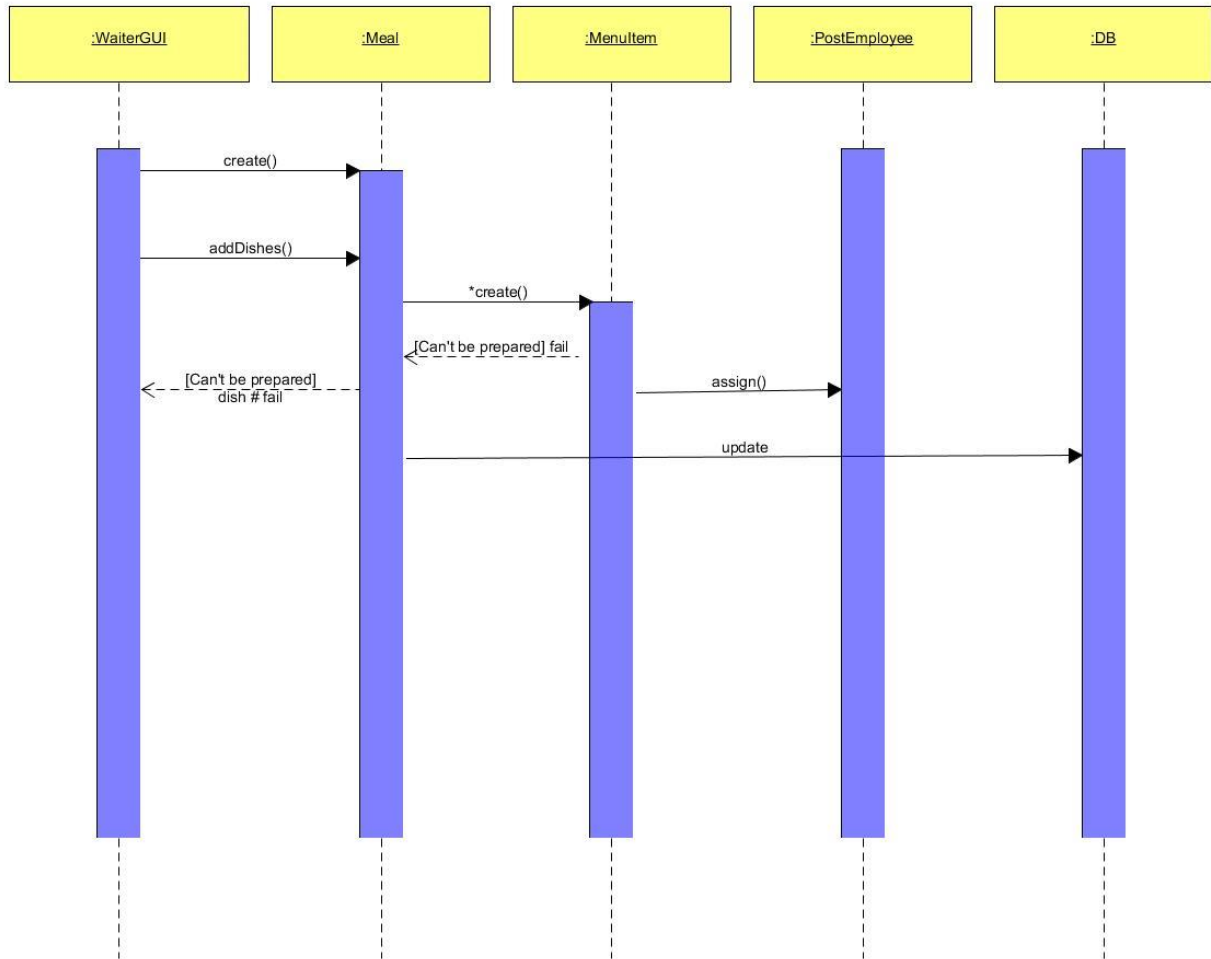 :WaiterGUI
:Meal
:MenuItem
:PostEmployee
:DB
create()
addDishes()
*create()
[Can't be prepared] fail
[Can't be prepared]
dish # fail
assign()
update